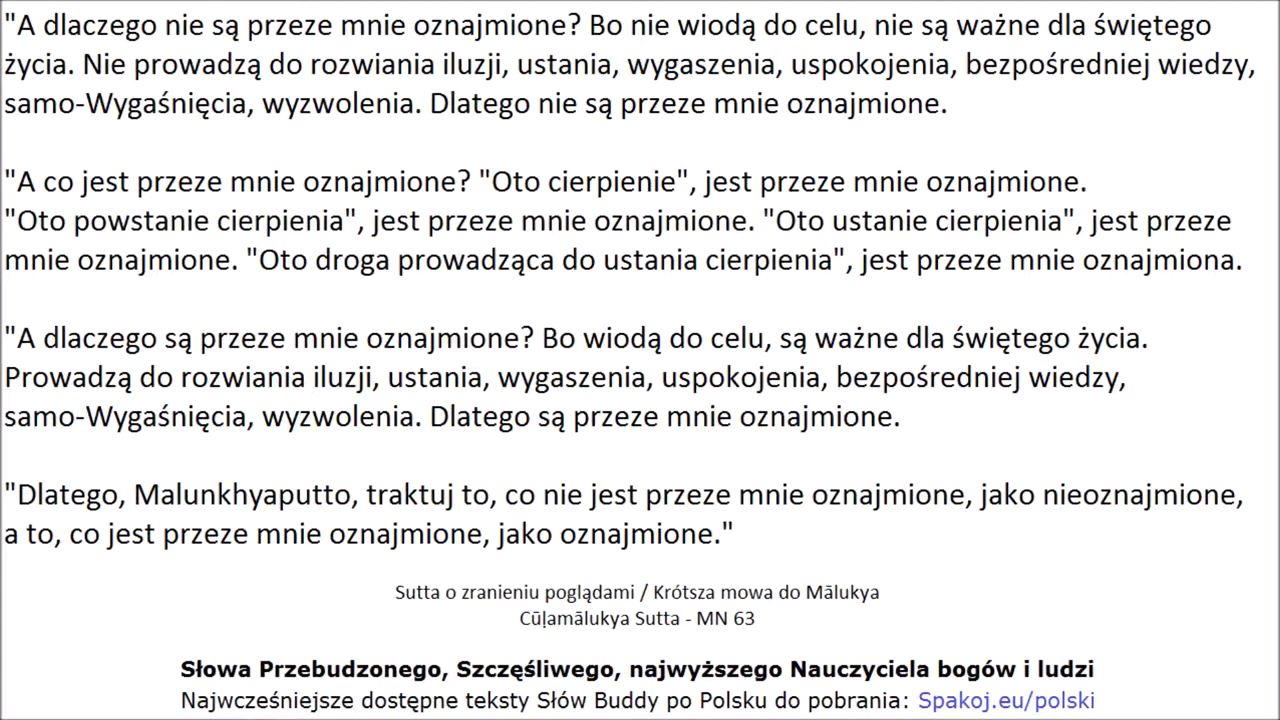 "A dlaczego nie są przeze mnie oznajmione? Bo nie wiodą do celu, nie są ważne dla świętego
życia. Nie prowadzą do rozwiania iluzji, ustania, wygaszenia, uspokojenia, bezpośredniej wiedzy,
samo-Wygaśnięcia, wyzwolenia. Dlatego nie są przeze mnie oznajmione.
"A co jest przeze mnie oznajmione? "Oto cierpienie", jest przeze mnie oznajmione.
"Oto powstanie cierpienia", jest przeze mnie oznajmione. "Oto ustanie cierpienia", jest przeze
mnie oznajmione. "Oto droga prowadząca do ustania cierpienia", jest przeze mnie oznajmiona.
"A dlaczego są przeze mnie oznajmione? Bo wiodą do celu, są ważne dla świętego życia.
Prowadzą do rozwiania iluzji, ustania, wygaszenia, uspokojenia, bezpośredniej wiedzy,
samo-Wygaśnięcia, wyzwolenia. Dlatego są przeze mnie oznajmione.
"Dlatego, Malunkhyaputto, traktuj to, co nie jest przeze mnie oznajmione, jako nieoznajmione,
a to, co jest przeze mnie oznajmione, jako oznajmione."
Sutta o zranieniu poglądami / Krótsza mowa do Mālukya
Cūḷamālukya Sutta - MN 63
Słowa Przebudzonego, Szczęśliwego, najwyższego Nauczyciela bogów i ludzi
Najwcześniejsze dostępne teksty Słów Buddy po Polsku do pobrania: Spakoj.eu/polski